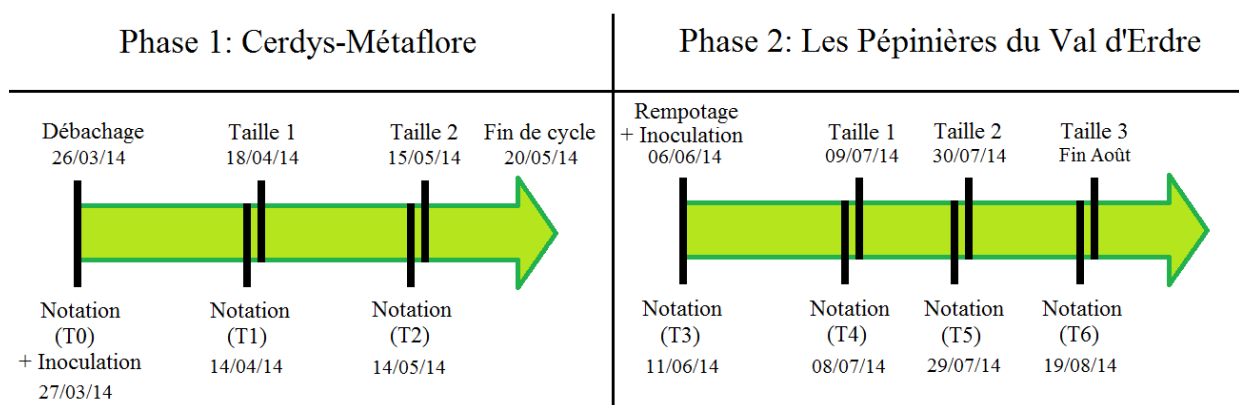 Phase 1: Cerdys-Métaflore
Débachage
26/03/14
Taille 1
18/04/14
Taille 2
15/05/14
Fin de cycle
20/05/14
Notation
(T0)
+ Inoculation
27/03/14
Notation
(T1)
14/04/14
Notation
(T2)
14/05/14
Phase 2: Les Pépinières du Val d'Erdre
Rempotage
+ Inoculation
06/06/14
Taille 1
09/07/14
Taille 2
30/07/14
Taille 3
Fin Août
Notation
(T3)
11/06/14
Notation
(T4)
08/07/14
Notation
(T5)
29/07/14
Notation
(T6)
19/08/14